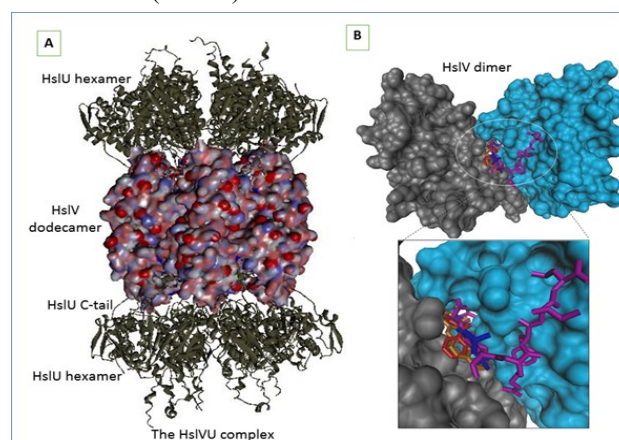 A
HslU hexamer
HslV
dodecamer
HslU C-tail
HslU hexamer
The HslVU complex
B
HslV dimer